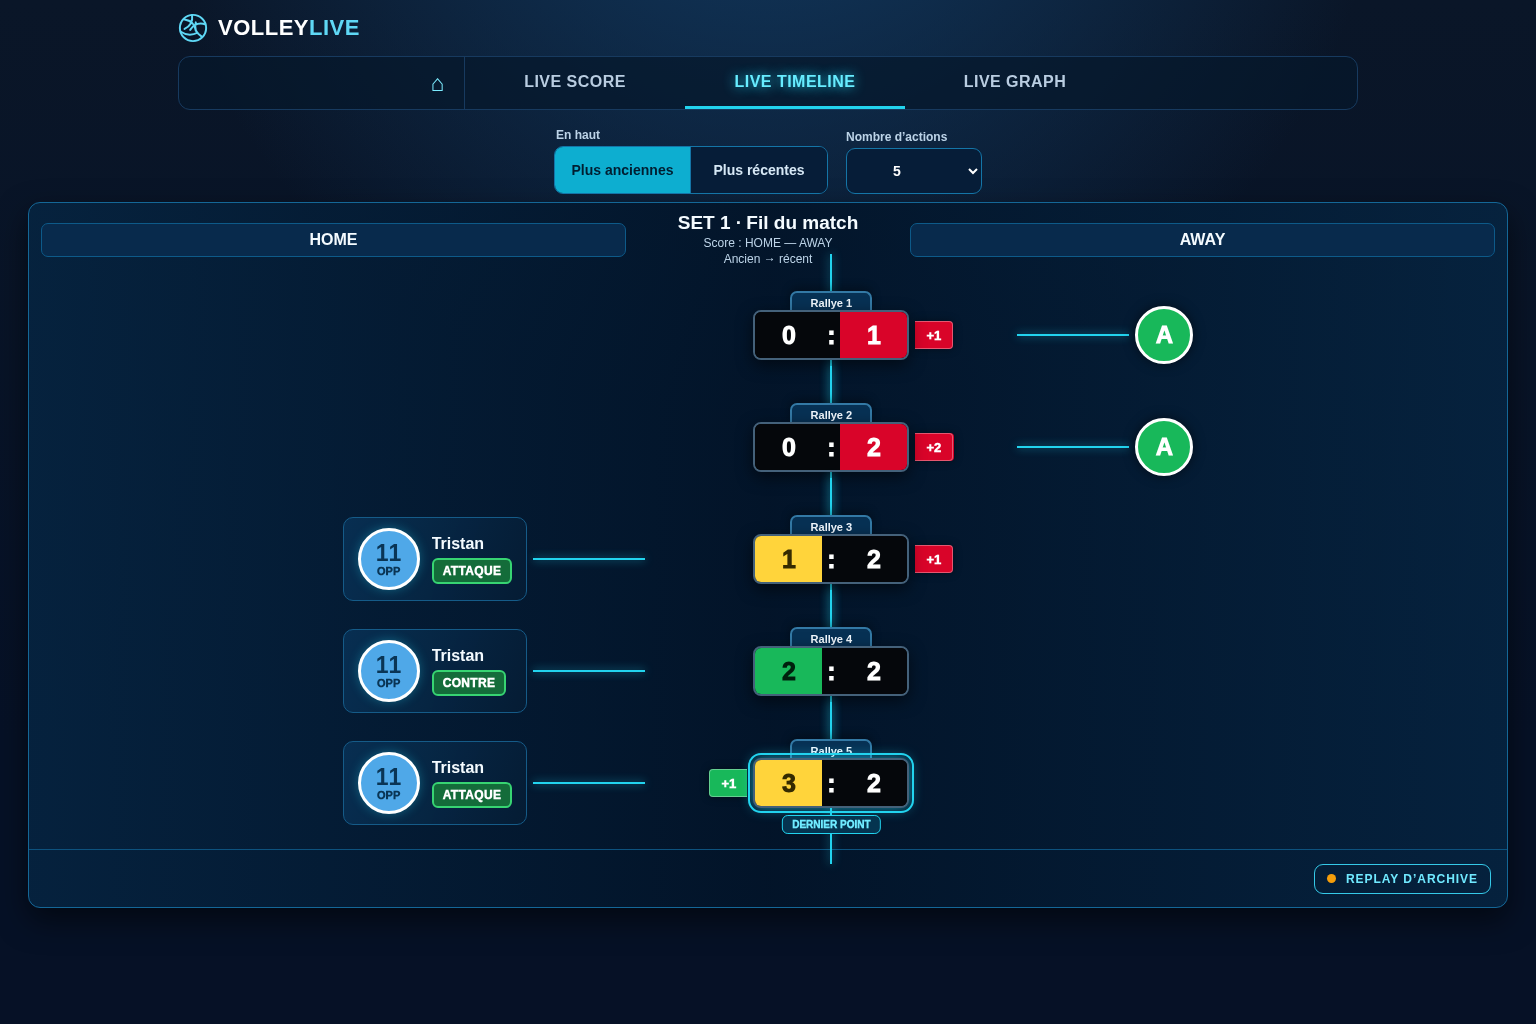 VOLLEYLIVE
⌂ LIVE SCORE LIVE TIMELINE LIVE GRAPH
En haut Nombre d’actions
Plus anciennes Plus récentes 5
HOME SET 1 · Fil du match AWAY
Score : HOME — AWAY
Ancien → récent
Rallye 1
0 : 1 +1 A
Rallye 2
0 : 2 +2 A
Rallye 3
11 OPP Tristan ATTAQUE 1 : 2 +1
Rallye 4
11 OPP Tristan CONTRE 2 : 2
Rallye 5
11 OPP Tristan ATTAQUE +1 3 : 2
DERNIER POINT
REPLAY D’ARCHIVE